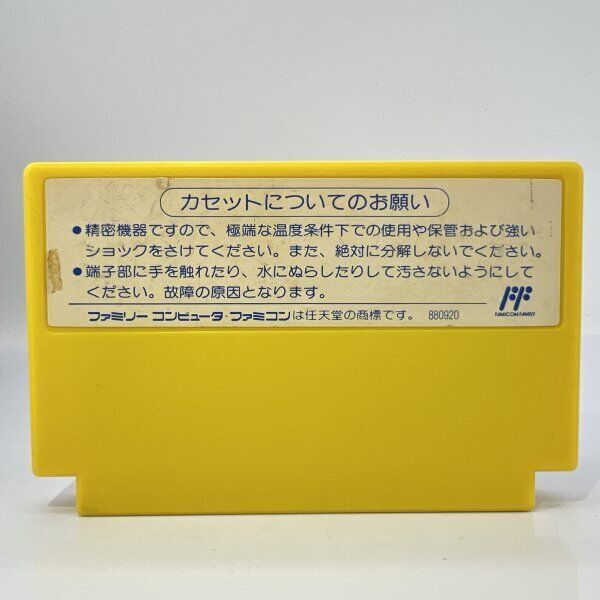 カセットについてのお願い
●精密機器ですので、極端な温度条件下での使用や保管および強い
ショックをさけてください。また、絶対に分解しないでください。
●端子部に手を触れたり、水にぬらしたりして汚さないようにして
ください。故障の原因となります。
ファミリー コンピュータ・ファミコンは任天堂の商標です。 880920
FF
FAMICOM FAMILY